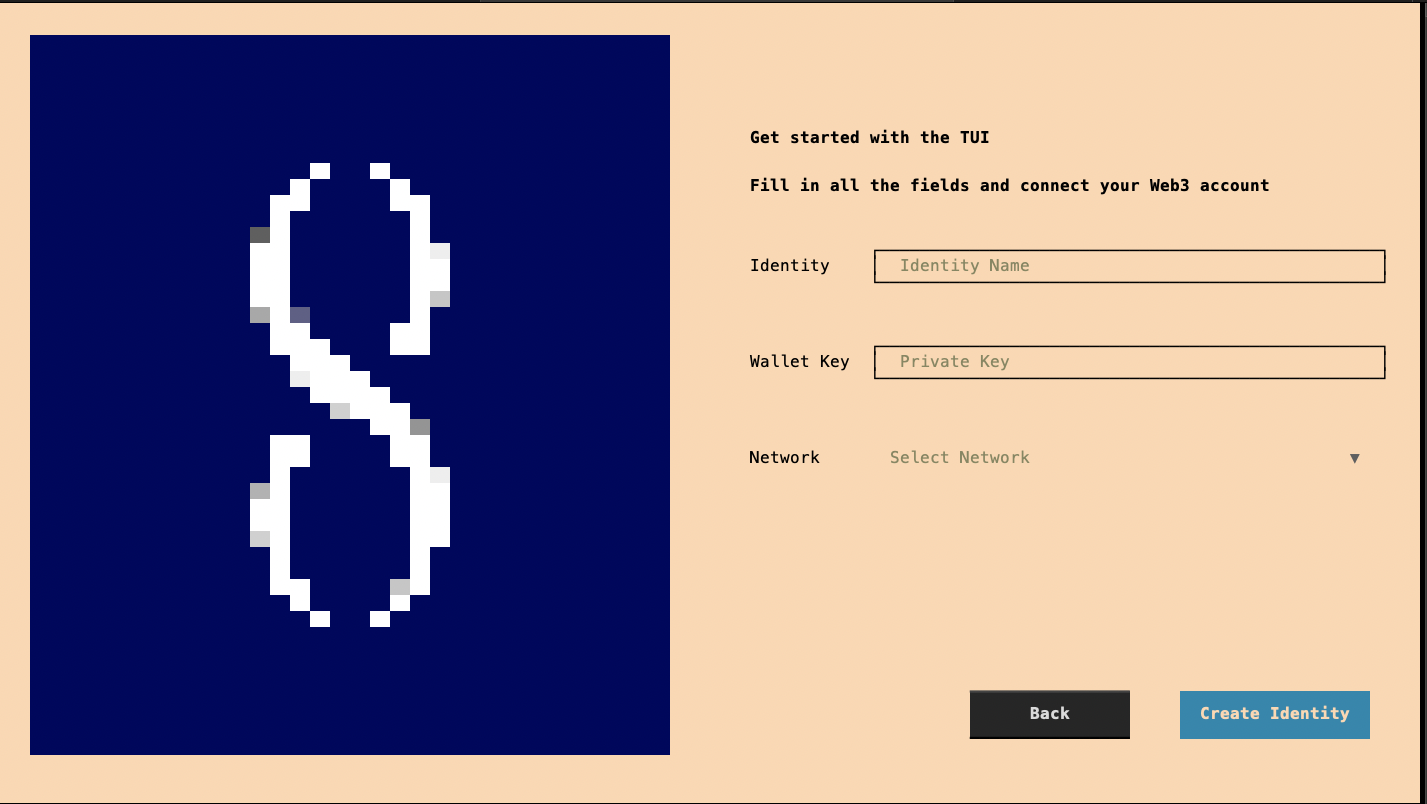 Get started with the TUI
Fill in all the fields and connect your Web3 account
Identity
Identity Name
Wallet Key
Private Key
Network
Select Network
Back
Create Identity